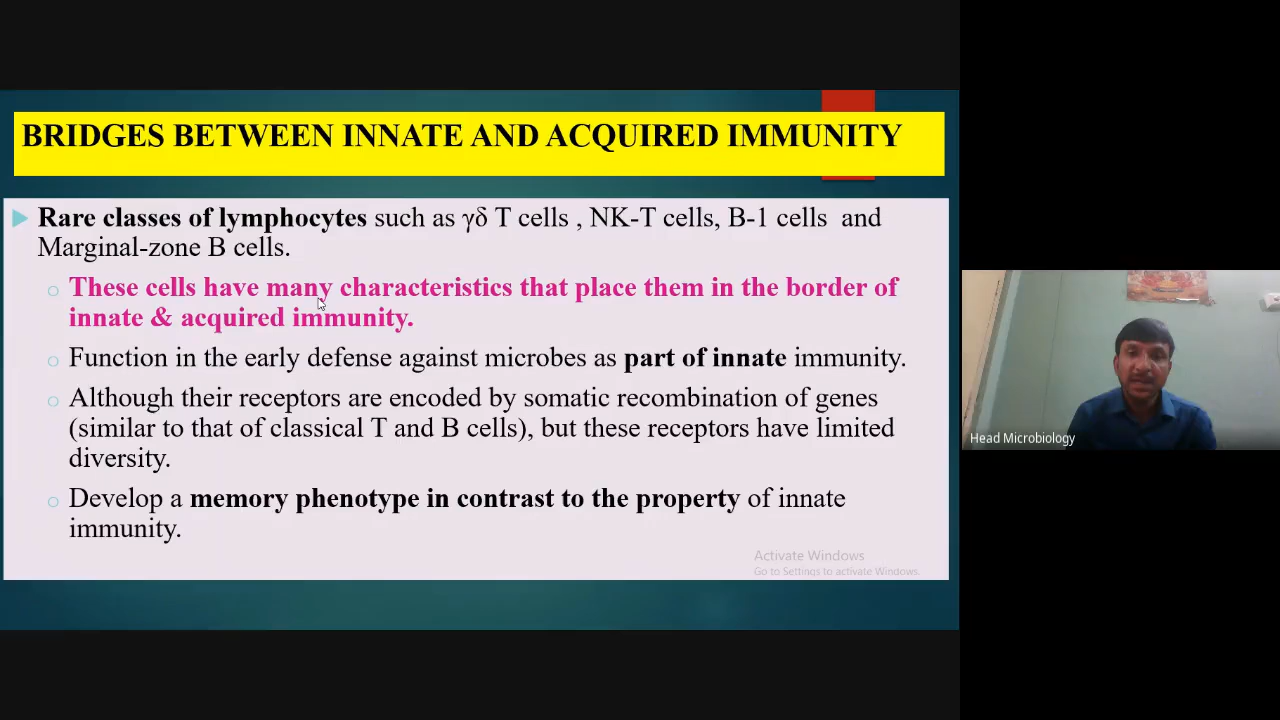 BRIDGES BETWEEN INNATE AND ACQUIRED IMMUNITY
Rare classes of lymphocytes such as γδ T cells , NK-T cells, B-1 cells and
Marginal-zone B cells.
These cells have many characteristics that place them in the border of
innate & acquired immunity.
Function in the early defense against microbes as part of innate immunity.
Although their receptors are encoded by somatic recombination of genes
(similar to that of classical T and B cells), but these receptors have limited
diversity.
Develop a memory phenotype in contrast to the property of innate
immunity.
Activate Windows
Go to Settings to activate Windows.
Head Microbiology